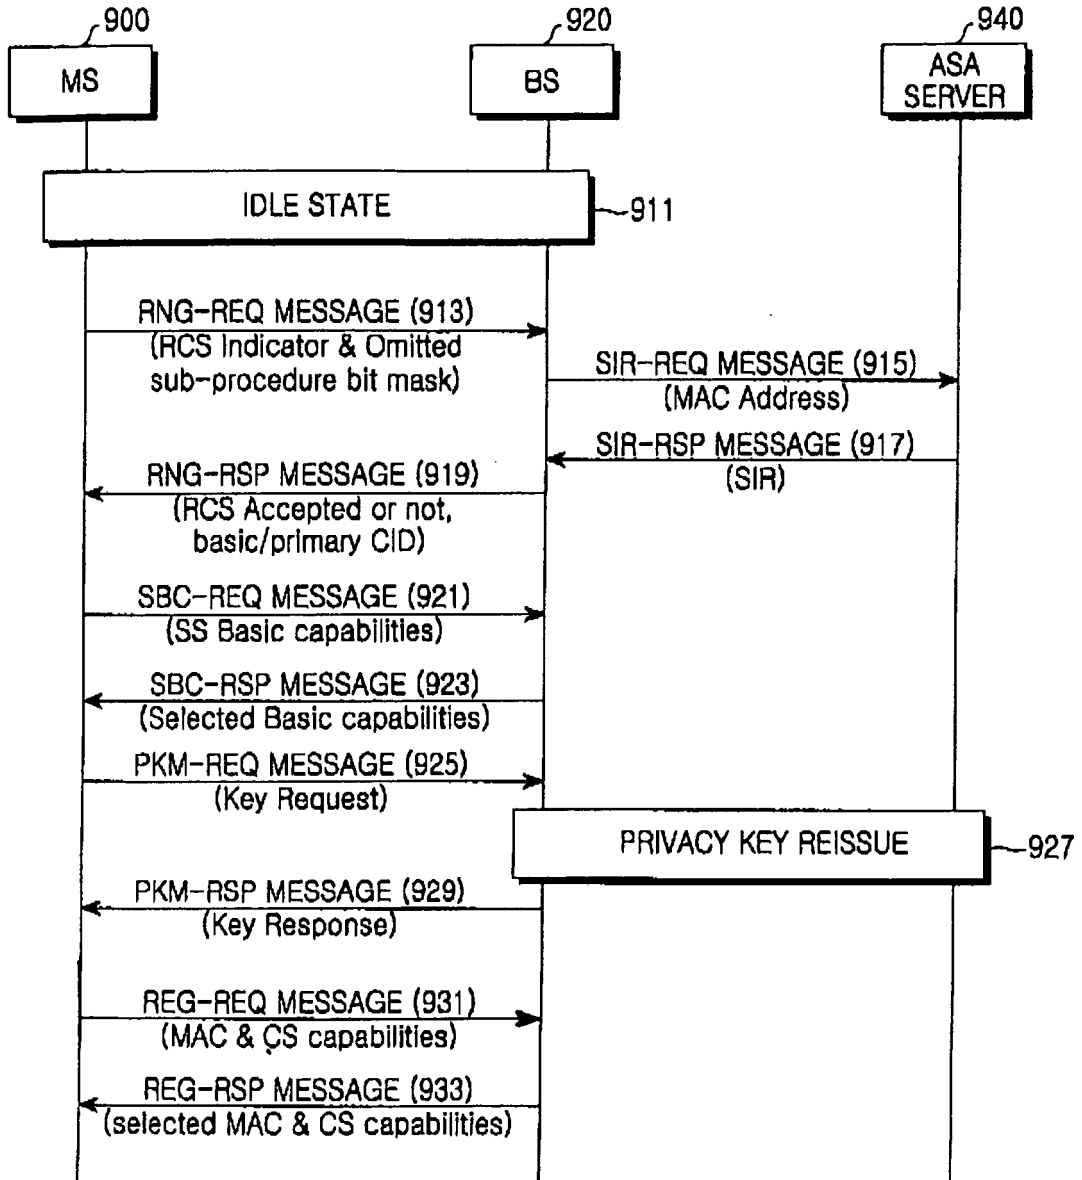 900
920
940
MS
BS
ASA
SERVER
IDLE STATE
911
RNG-REQ MESSAGE (913)
(RCS Indicator & Omitted
sub-procedure bit mask)
SIR-REQ MESSAGE (915)
(MAC Address)
SIR-RSP MESSAGE (917)
(SIR)
RNG-RSP MESSAGE (919)
(RCS Accepted or not,
basic/primary CID)
SBC-REQ MESSAGE (921)
(SS Basic capabilities)
SBC-RSP MESSAGE (923)
(Selected Basic capabilities)
PKM-REQ MESSAGE (925)
(Key Request)
PRIVACY KEY REISSUE
927
PKM-RSP MESSAGE (929)
(Key Response)
REG-REQ MESSAGE (931)
(MAC & CS capabilities)
REG-RSP MESSAGE (933)
(selected MAC & CS capabilities)